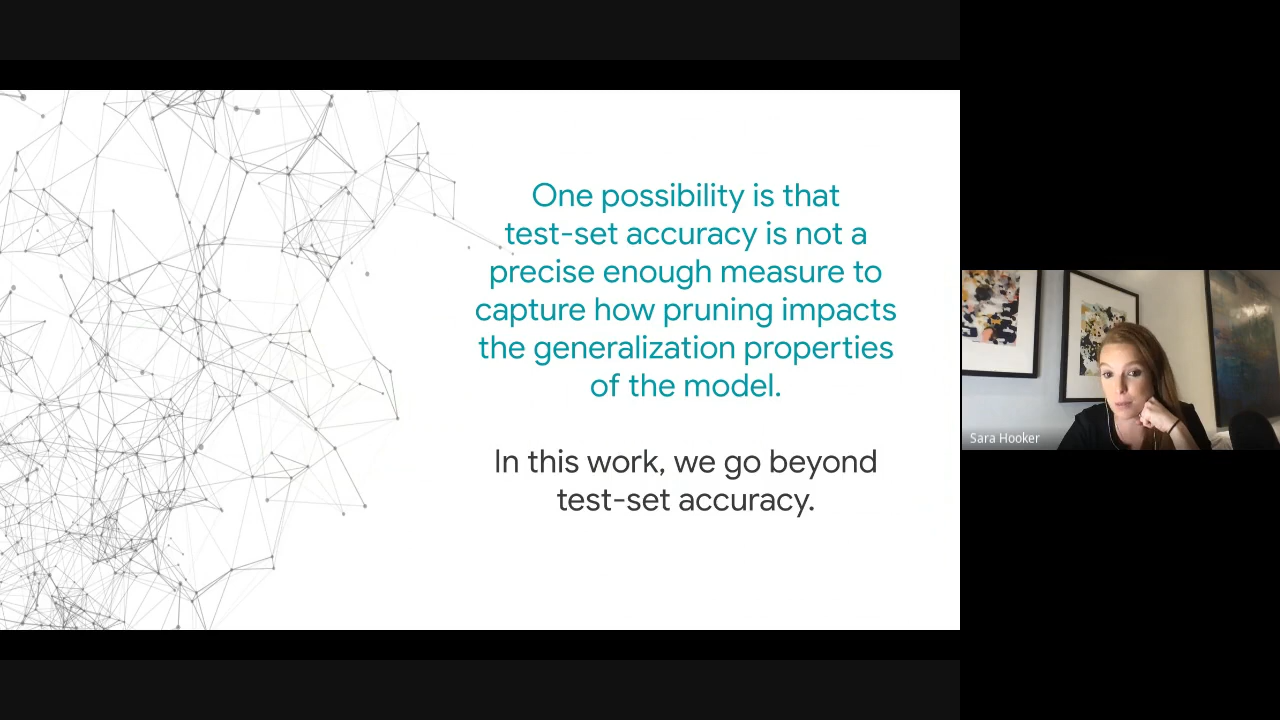 One possibility is that
test-set accuracy is not a
precise enough measure to
capture how pruning impacts
the generalization properties
of the model.
In this work, we go beyond
test-set accuracy.
Sara Hooker